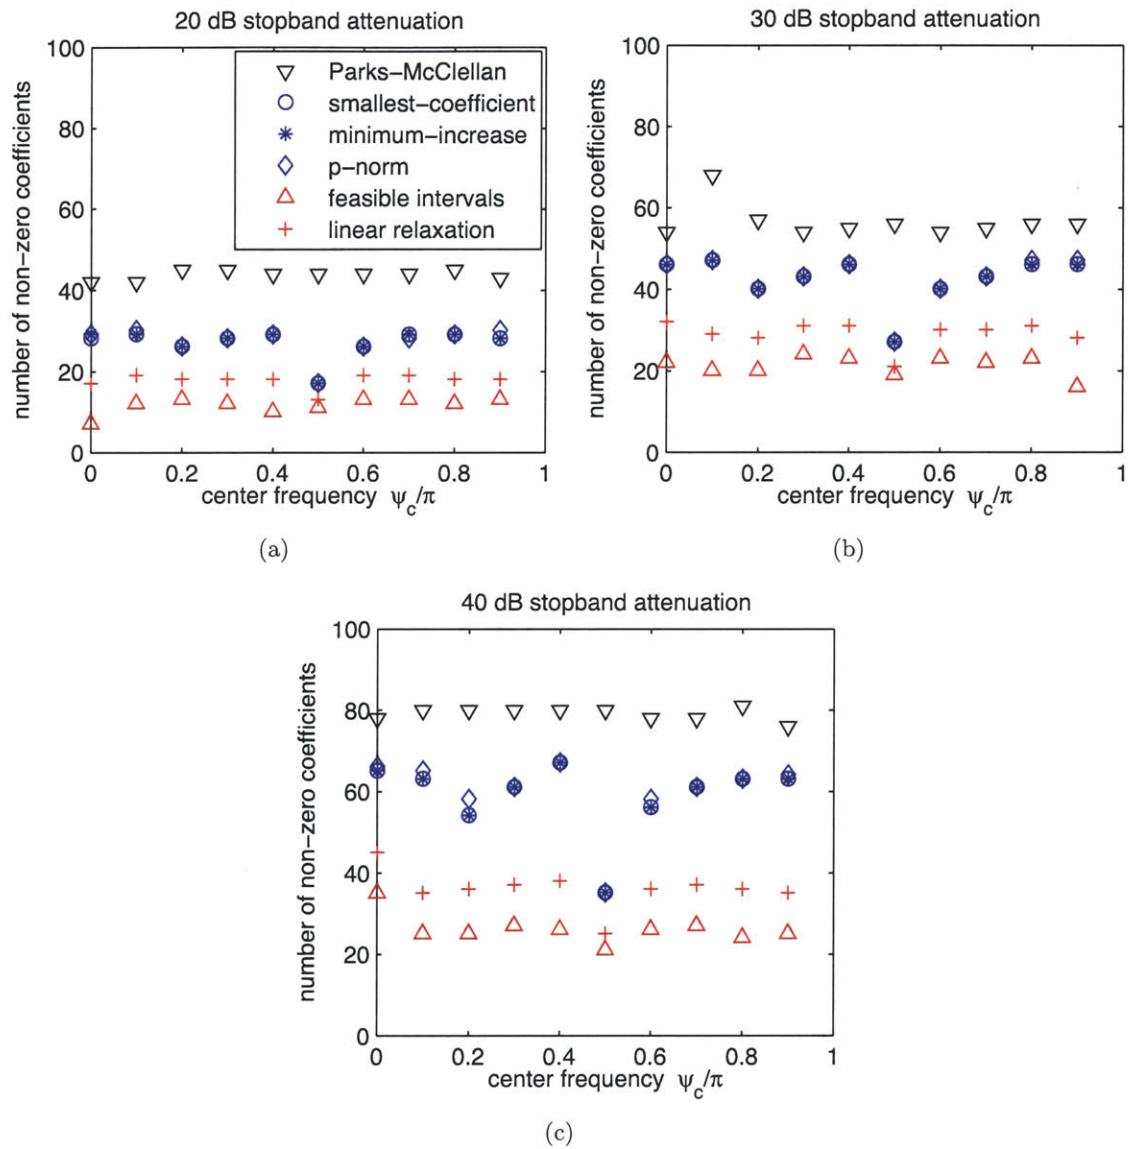 20 dB stopband attenuation
number of non-zero coefficients
100
80
60
40
20
0
Parks-McClellan
smallest-coefficient
minimum-increase
p-norm
feasible intervals
linear relaxation
0 0.2 0.4 0.6 0.8 1
center frequency ψc/π
(a)
30 dB stopband attenuation
number of non-zero coefficients
100
80
60
40
20
0
0 0.2 0.4 0.6 0.8 1
center frequency ψc/π
(b)
40 dB stopband attenuation
number of non-zero coefficients
100
80
60
40
20
0
0 0.2 0.4 0.6 0.8 1
center frequency ψc/π
(c)